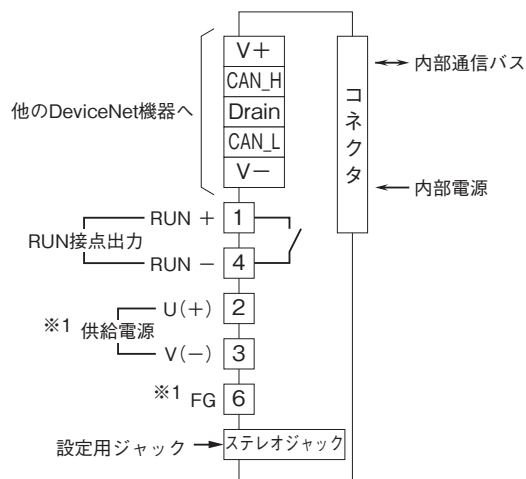 V+
CAN_H
Drain
CAN_L
V−
他のDeviceNet機器へ
コネクタ
内部通信バス
内部電源
RUN + 1
RUN接点出力
RUN − 4
U(+) 2
※1 供給電源
V(−) 3
※1 FG 6
設定用ジャック ステレオジャック